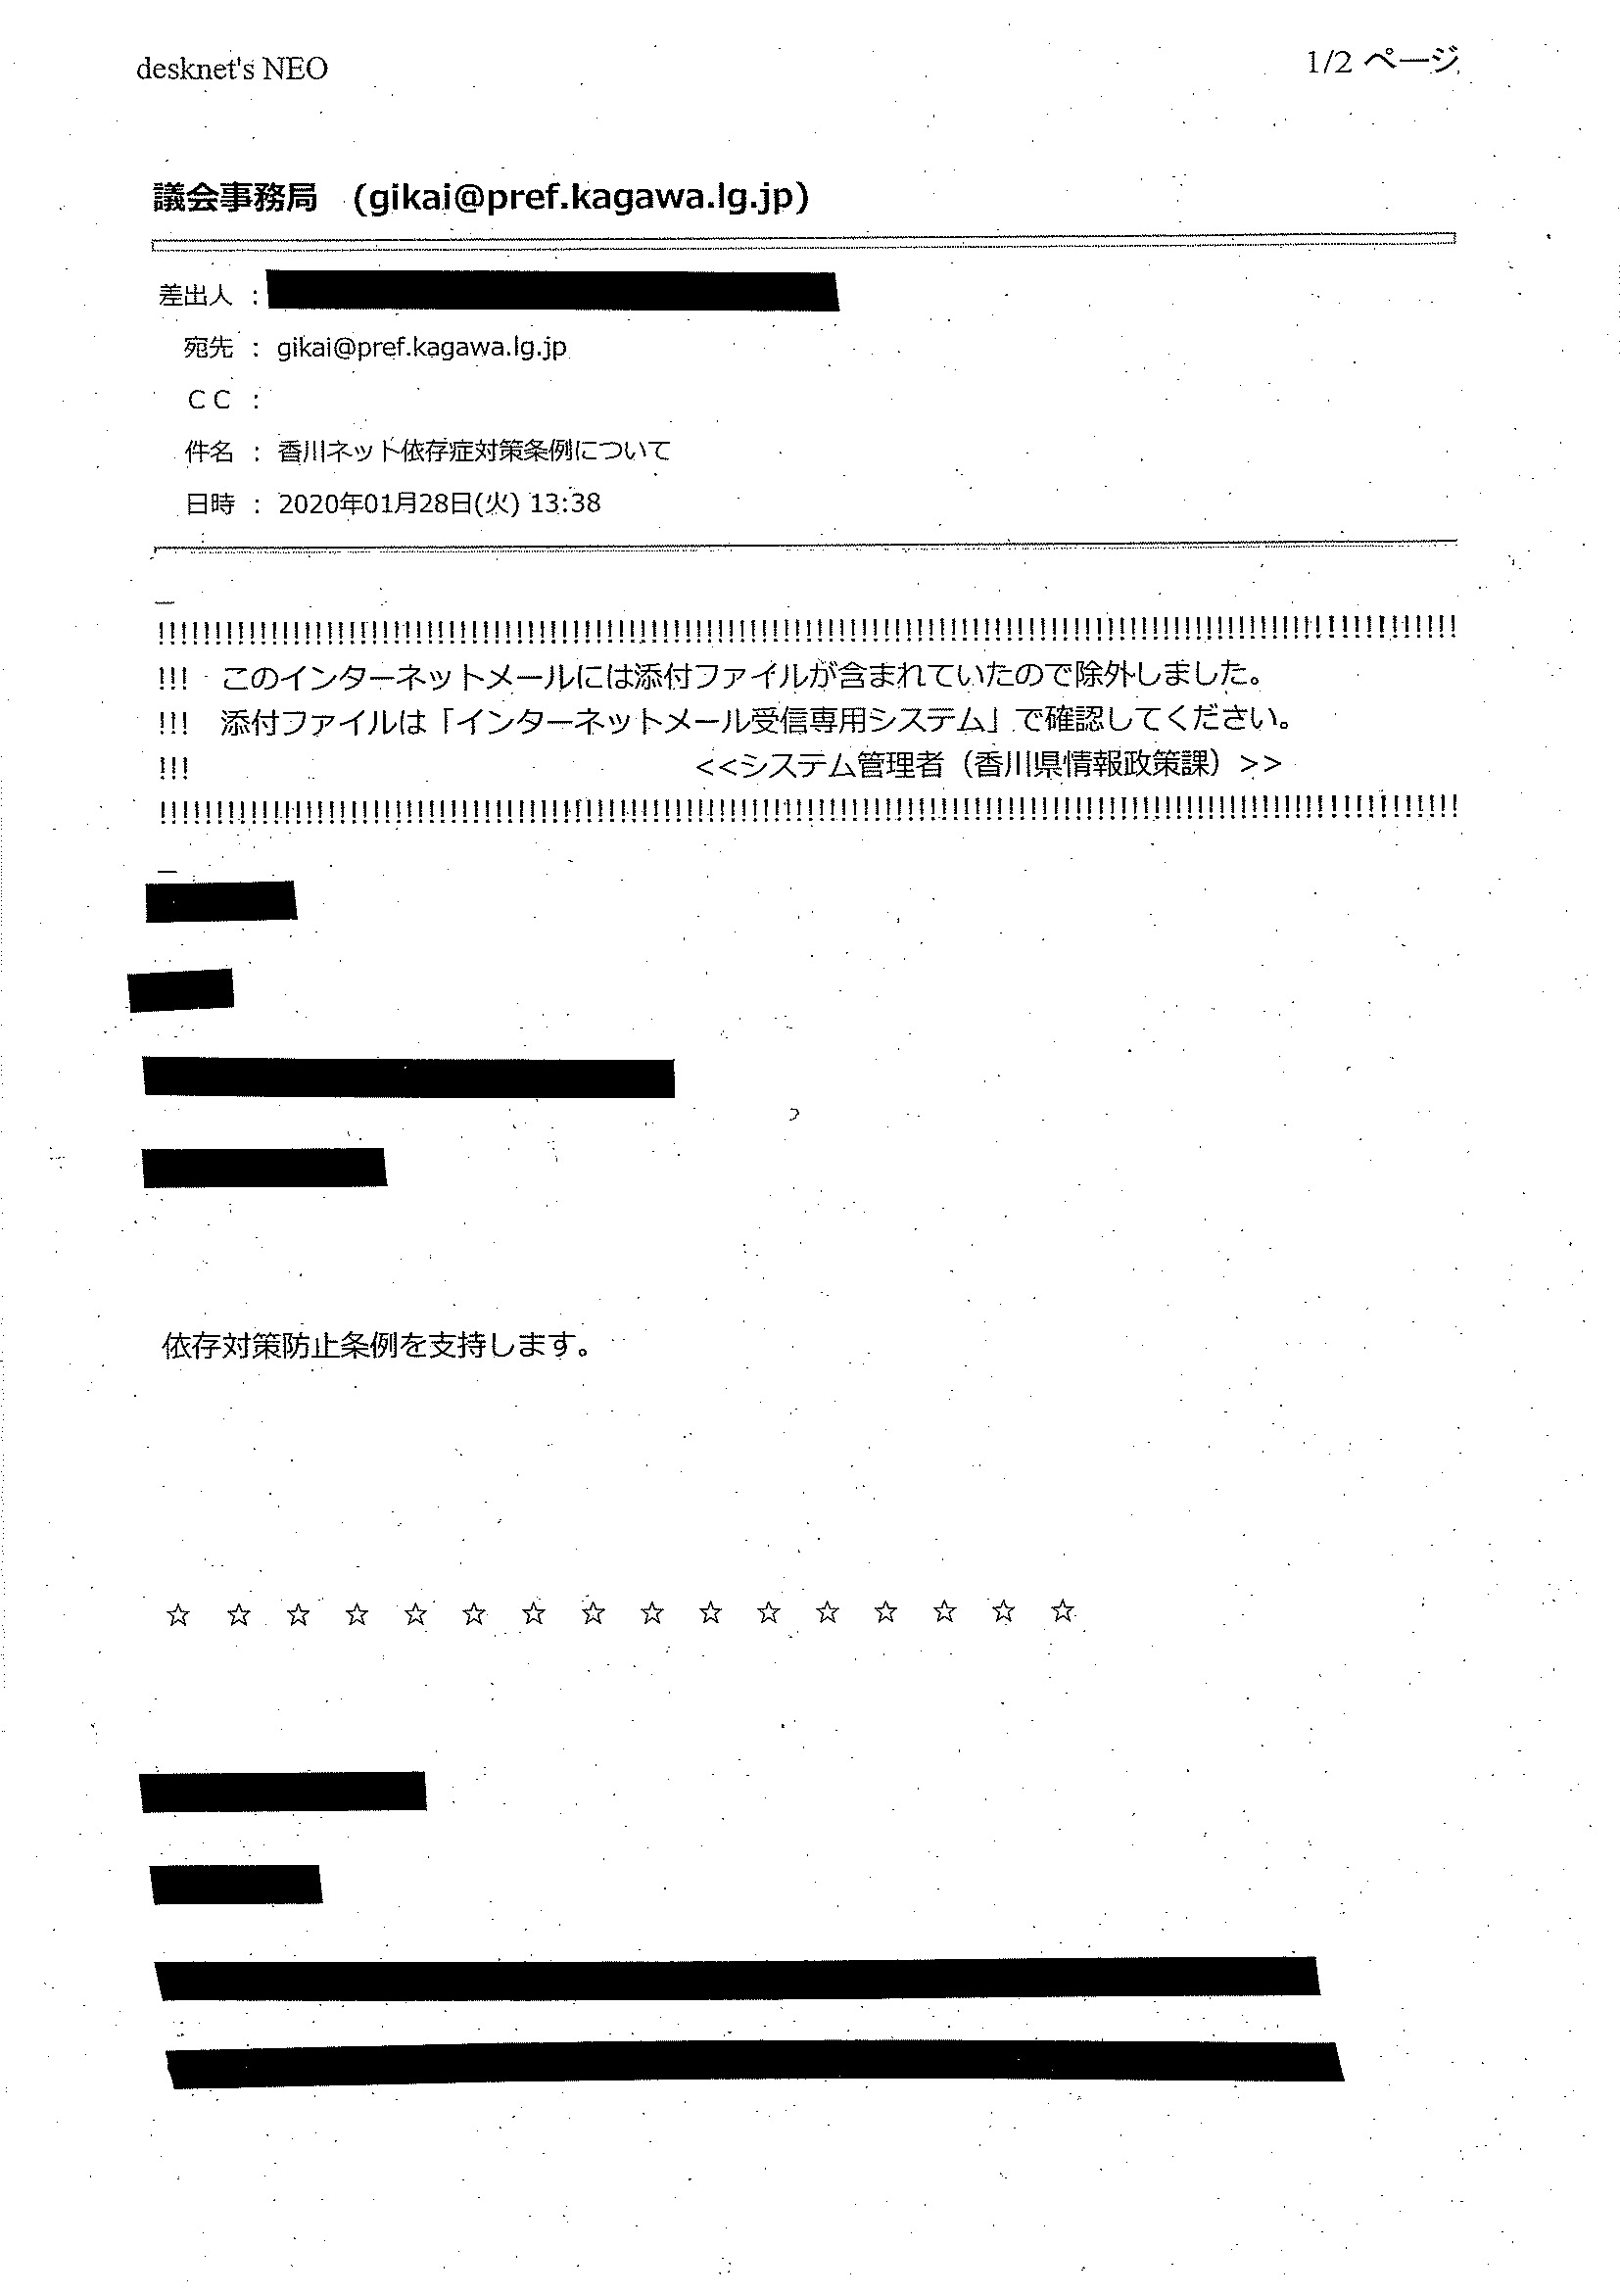 desknet's NEO
1/2 ページ
議会事務局 (gikai@pref.kagawa.lg.jp)
差出人 :
宛先 : gikai@pref.kagawa.lg.jp
ＣＣ :
件名 : 香川ネット依存症対策条例について
日時 : 2020年01月28日(火) 13:38
!!!!!!!!!!!!!!!!!!!!!!!!!!!!!!!!!!!!!!!!!!!!!!!!!!!!!!!!!!!!!!!!!!!!!!!!!!!!!!!!!!!!!!!!!!!!!!!!!!!!!!!!!!!!!!!!!!!!
!!! このインターネットメールには添付ファイルが含まれていたので除外しました。
!!! 添付ファイルは「インターネットメール受信専用システム」で確認してください。
!!! <<システム管理者（香川県情報政策課）>>
!!!!!!!!!!!!!!!!!!!!!!!!!!!!!!!!!!!!!!!!!!!!!!!!!!!!!!!!!!!!!!!!!!!!!!!!!!!!!!!!!!!!!!!!!!!!!!!!!!!!!!!!!!!!!!!!!!!!
依存対策防止条例を支持します。
☆ ☆ ☆ ☆ ☆ ☆ ☆ ☆ ☆ ☆ ☆ ☆ ☆ ☆ ☆ ☆